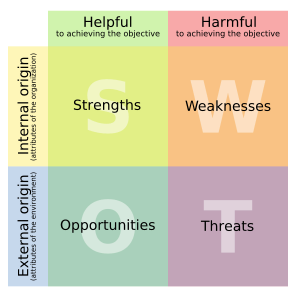 Helpful
to achieving the objective
Harmful
to achieving the objective
Internal origin
(attributes of the organization)
S
Strengths
W
Weaknesses
External origin
(attributes of the environment)
O
Opportunities
T
Threats